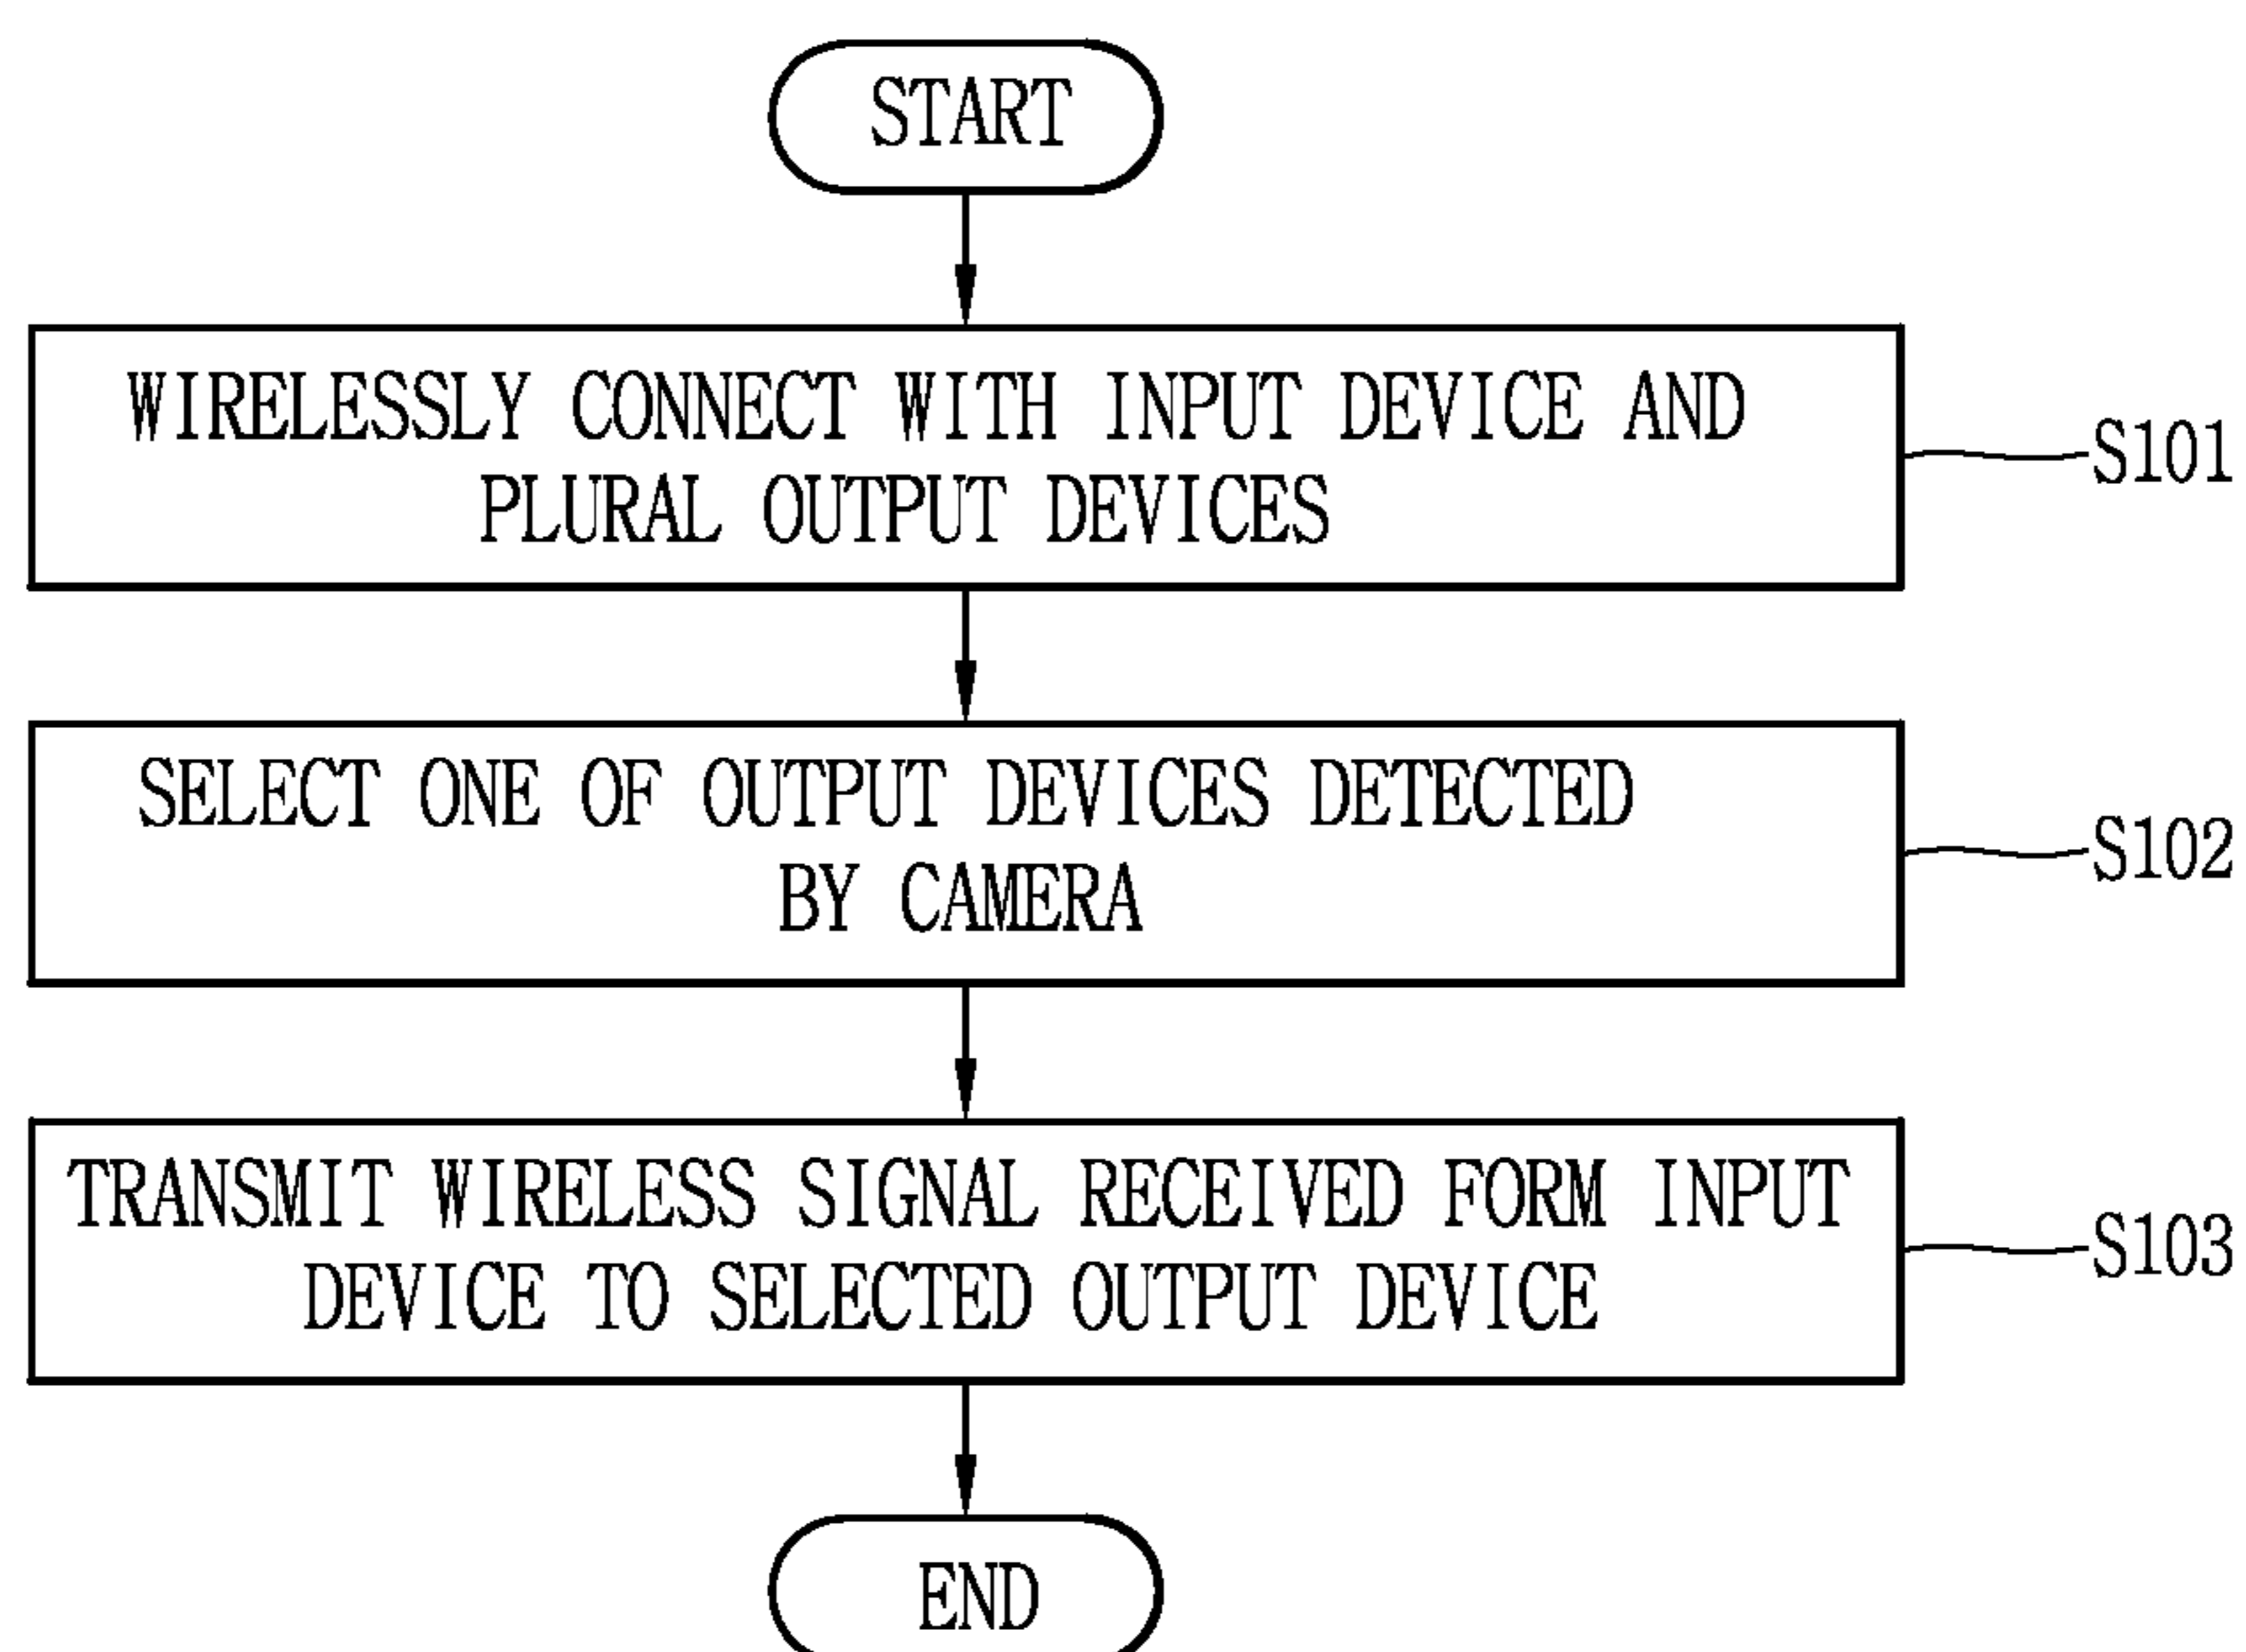 START
WIRELESSLY CONNECT WITH INPUT DEVICE AND
PLURAL OUTPUT DEVICES
S101
SELECT ONE OF OUTPUT DEVICES DETECTED
BY CAMERA
S102
TRANSMIT WIRELESS SIGNAL RECEIVED FORM INPUT
DEVICE TO SELECTED OUTPUT DEVICE
S103
END